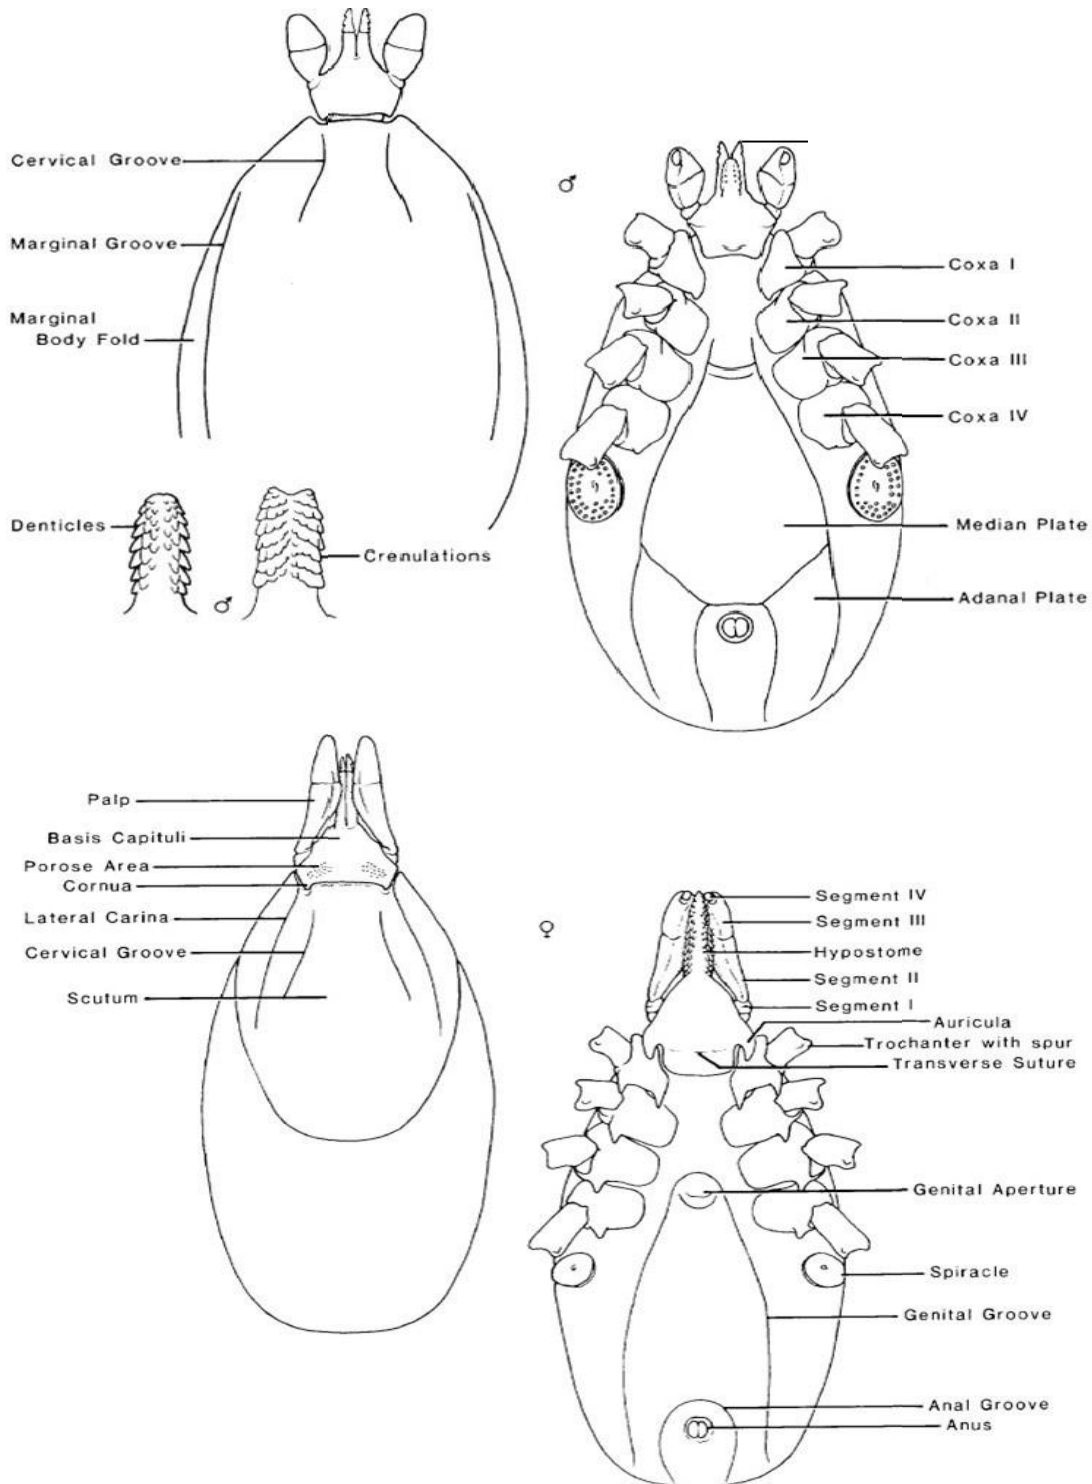 Cervical Groove
Marginal Groove
Marginal
Body Fold
Denticles
Crenulations
♂
♂
Coxa I
Coxa II
Coxa III
Coxa IV
Median Plate
Adanal Plate
Palp
Basis Capituli
Porose Area
Cornua
Lateral Carina
Cervical Groove
Scutum
♀
Segment IV
Segment III
Hypostome
Segment II
Segment I
Auricula
Trochanter with spur
Transverse Suture
Genital Aperture
Spiracle
Genital Groove
Anal Groove
Anus